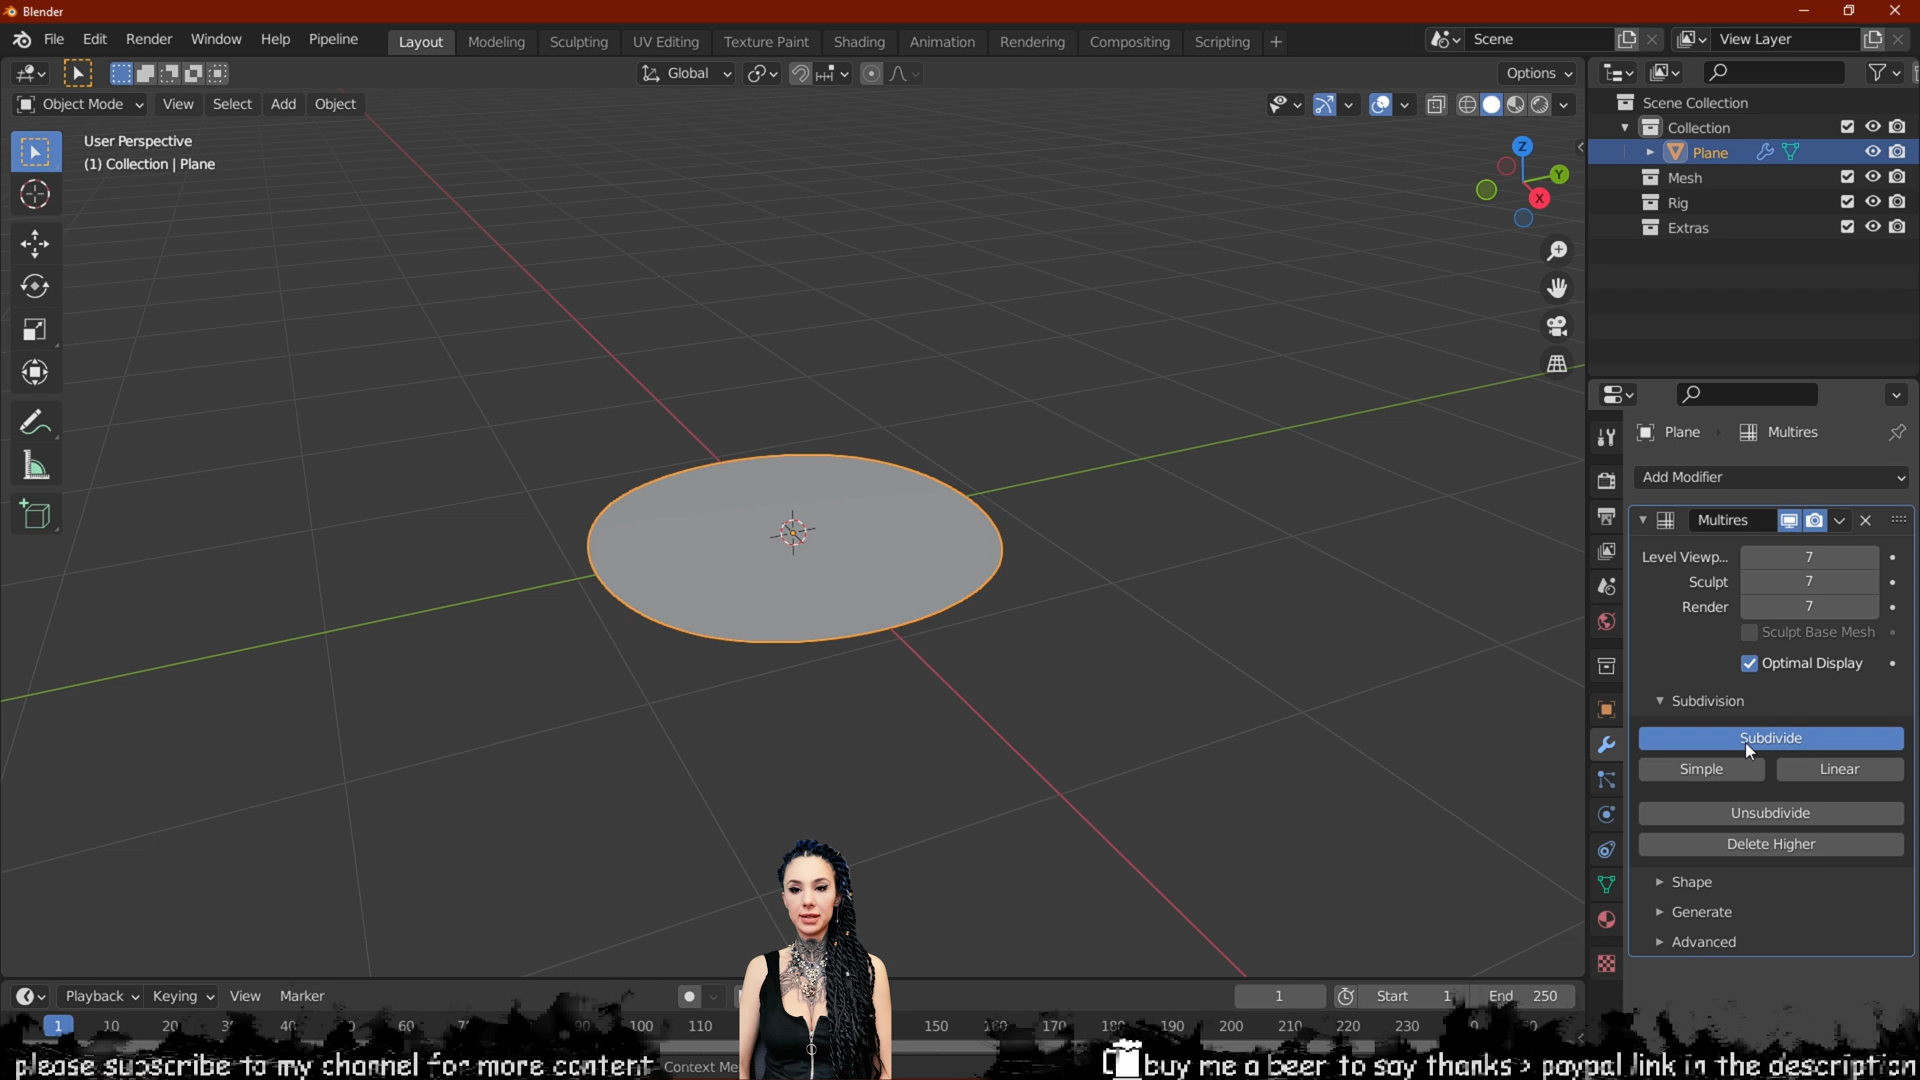 Blender
File Edit Render Window Help Pipeline Layout Modeling Sculpting UV Editing Texture Paint Shading Animation Rendering Compositing Scripting + Scene View Layer
Global Options
Object Mode View Select Add Object
User Perspective
(1) Collection | Plane
Z
Y
X
Scene Collection
Collection
Plane
Mesh
Rig
Extras
Plane Multires
Add Modifier
Multires
Level Viewp... 7
Sculpt 7
Render 7
Sculpt Base Mesh
Optimal Display
Subdivision
Subdivide
Simple Linear
Unsubdivide
Delete Higher
Shape
Generate
Advanced
Playback Keying View Marker 1 Start 1 End 250
1 10 40 60 100 110 150 170 200 210 220 230
please subscribe to my channel for more content Context Me buy me a beer to say thanks > paypal link in the description